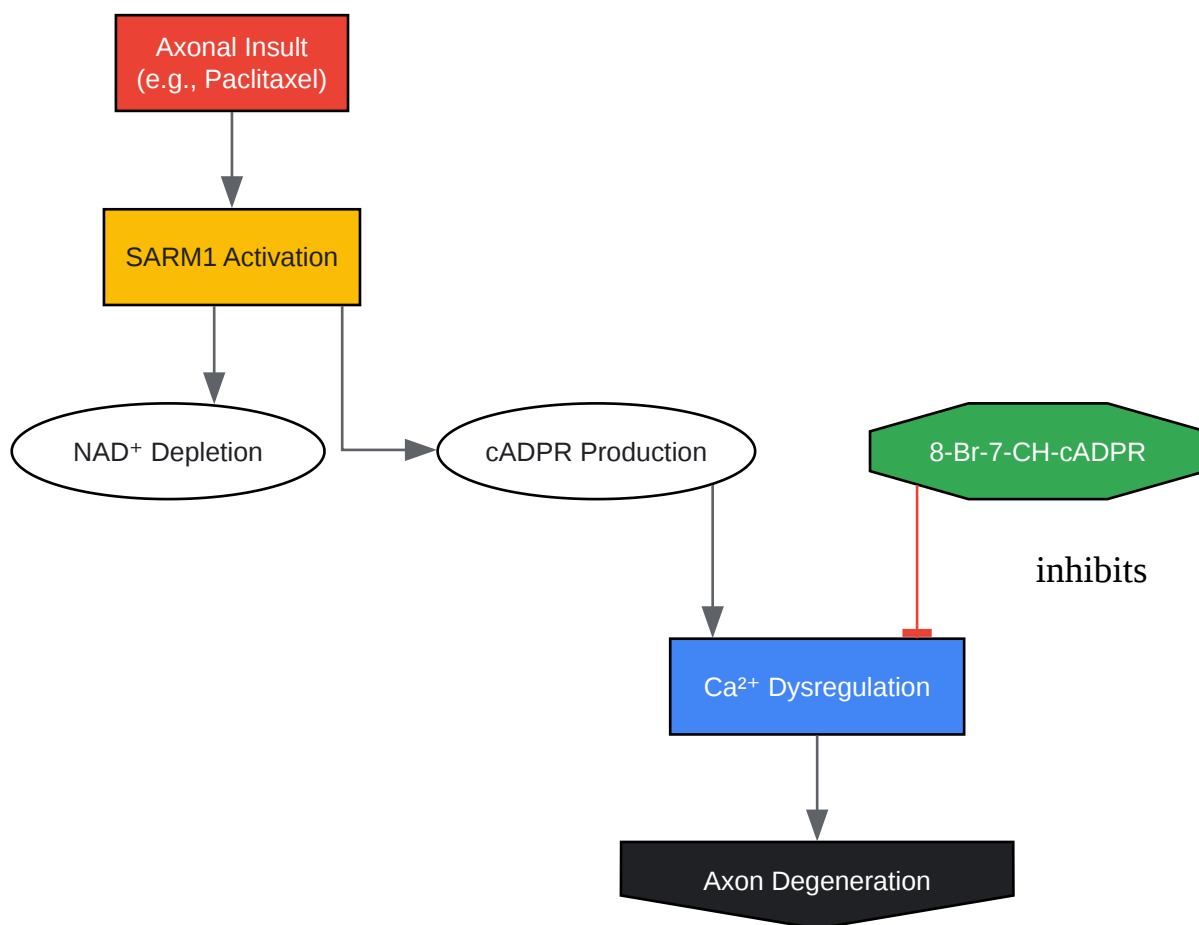 Axonal Insult
(e.g., Paclitaxel)
SARM1 Activation
NAD⁺ Depletion
cADPR Production
8-Br-7-CH-cADPR
inhibits
Ca²⁺ Dysregulation
Axon Degeneration